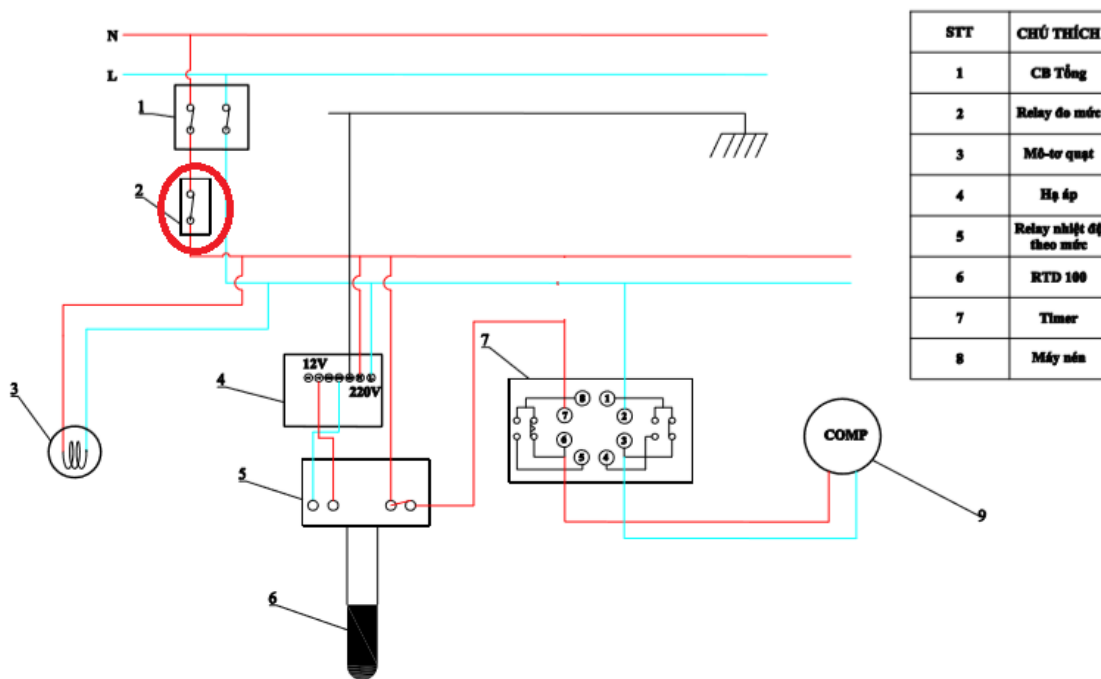 N
L
1
2
3
12V
220V
4
5
6
7
8
1
7
2
6
3
5
4
COMP
9
STT CHÚ THÍCH
1 CB Tổng
2 Relay đo mức
3 Mô-tơ quạt
4 Hạ áp
5 Relay nhiệt độ
theo mức
6 RTD 100
7 Timer
8 Máy nén